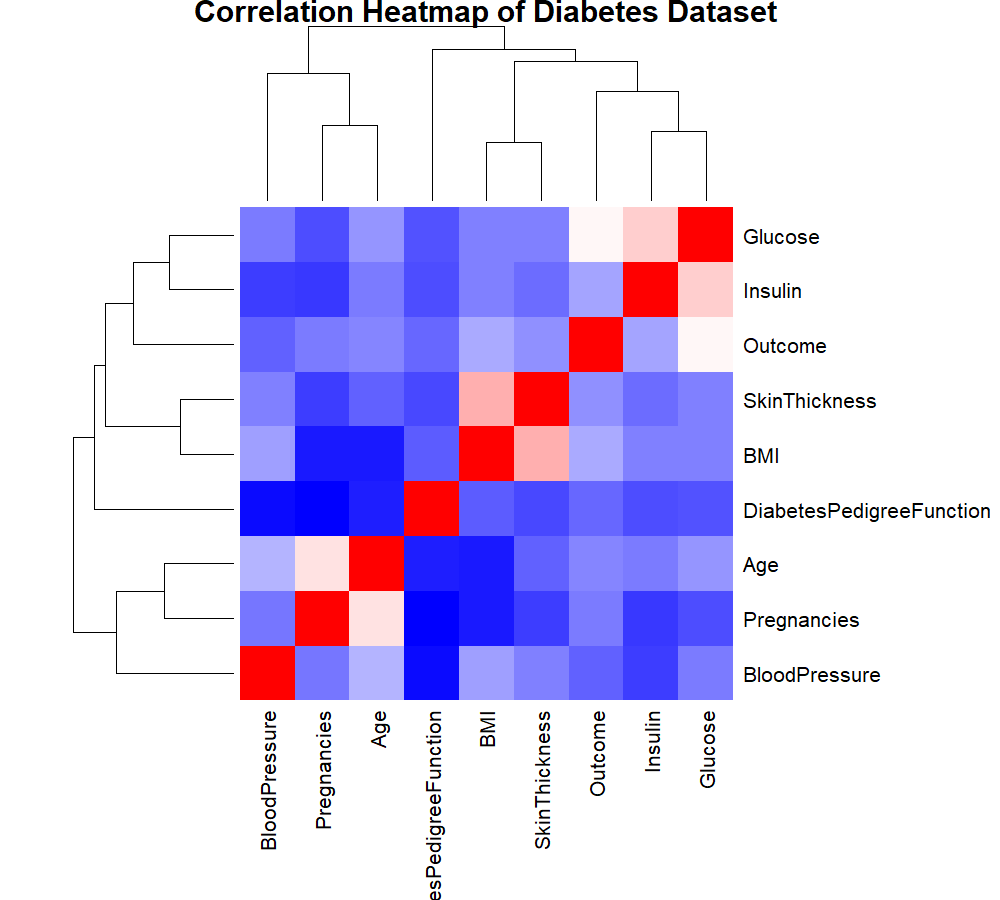 Correlation Heatmap of Diabetes Dataset
Glucose
Insulin
Outcome
SkinThickness
BMI
DiabetesPedigreeFunction
Age
Pregnancies
BloodPressure
BloodPressure
Pregnancies
Age
esPedigreeFunction
BMI
SkinThickness
Outcome
Insulin
Glucose